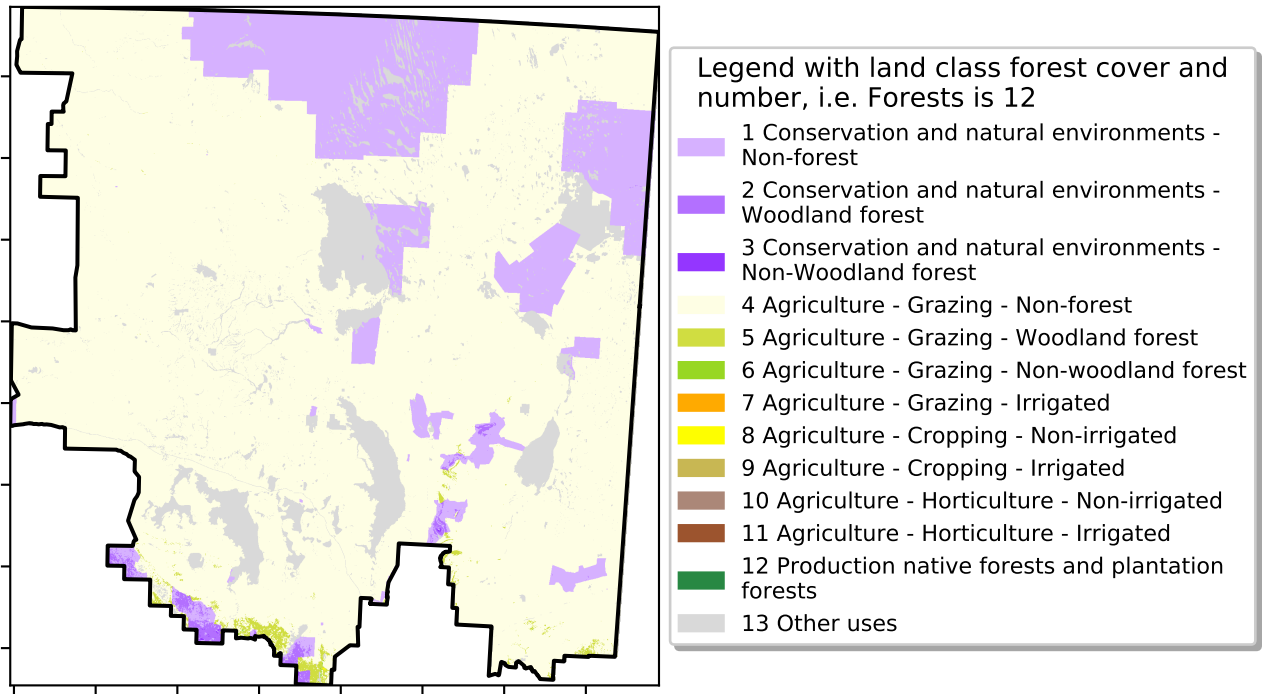 Legend with land class forest cover and
number, i.e. Forests is 12
1 Conservation and natural environments -
Non-forest
2 Conservation and natural environments -
Woodland forest
3 Conservation and natural environments -
Non-Woodland forest
4 Agriculture - Grazing - Non-forest
5 Agriculture - Grazing - Woodland forest
6 Agriculture - Grazing - Non-woodland forest
7 Agriculture - Grazing - Irrigated
8 Agriculture - Cropping - Non-irrigated
9 Agriculture - Cropping - Irrigated
10 Agriculture - Horticulture - Non-irrigated
11 Agriculture - Horticulture - Irrigated
12 Production native forests and plantation
forests
13 Other uses